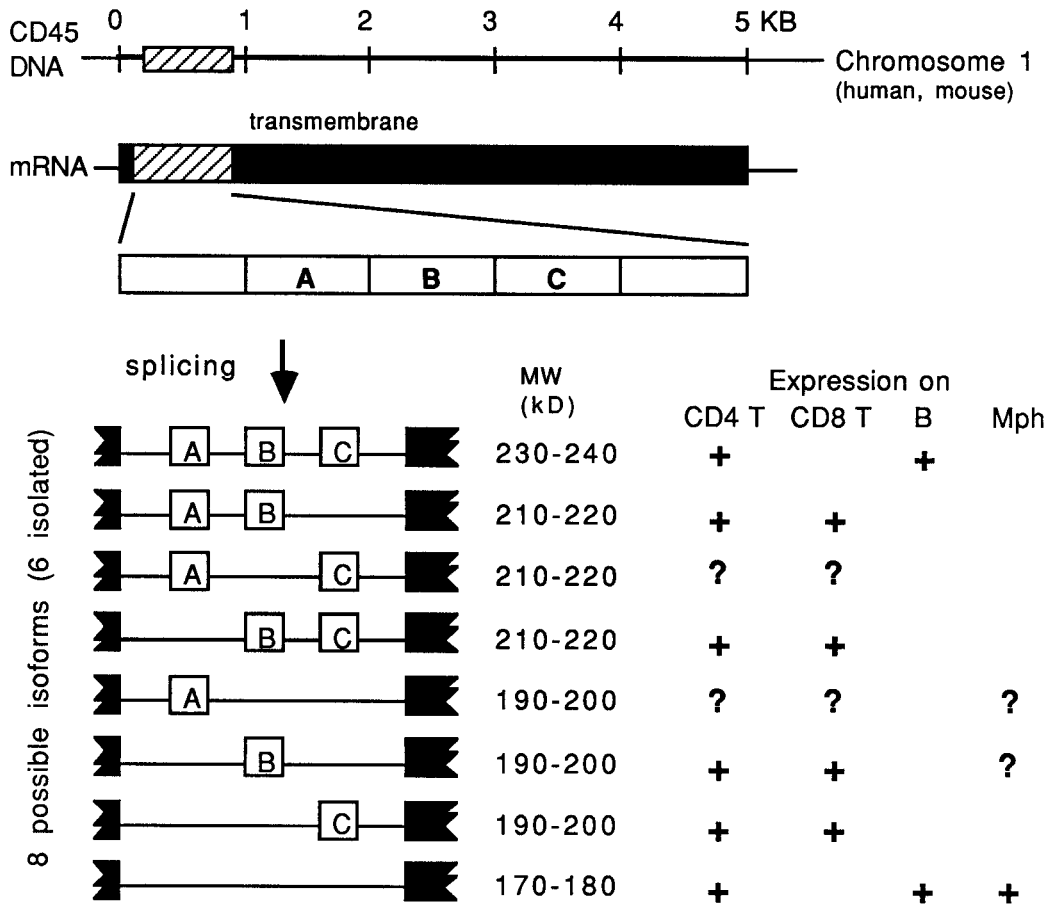 0 1 2 3 4 5 KB
CD45
DNA
Chromosome 1
(human, mouse)
transmembrane
mRNA
A B C
splicing
MW
(kD)
Expression on
CD4 T CD8 T B Mph
8 possible isoforms (6 isolated)
A B C 230-240 + +
A B 210-220 + +
A C 210-220 ? ?
B C 210-220 + +
A 190-200 ? ? ?
B 190-200 + + ?
C 190-200 + +
170-180 + + +